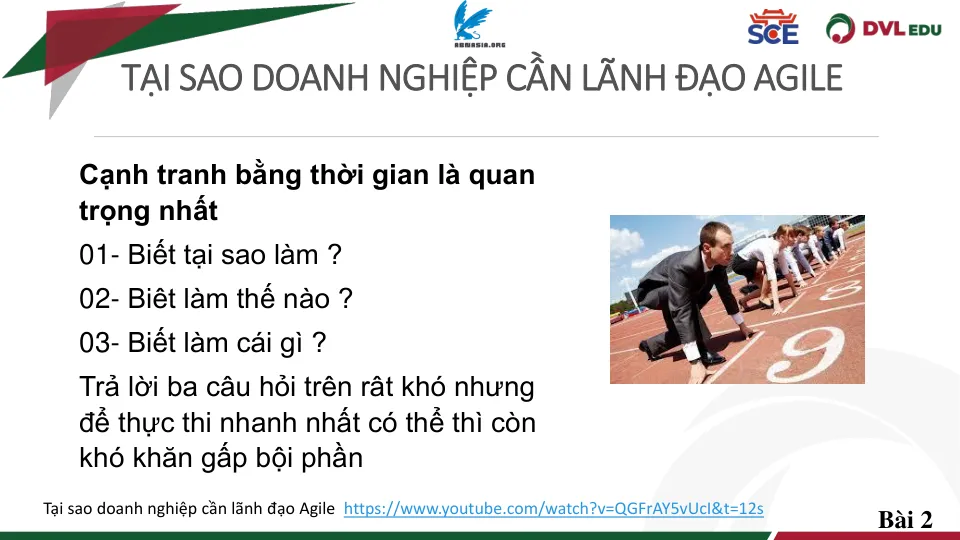 ABMASIA.ORG
SCE
DVL EDU
TẠI SAO DOANH NGHIỆP CẦN LÃNH ĐẠO AGILE
Cạnh tranh bằng thời gian là quan
trọng nhất
01- Biết tại sao làm ?
02- Biêt làm thế nào ?
03- Biết làm cái gì ?
Trả lời ba câu hỏi trên rât khó nhưng
để thực thi nhanh nhất có thể thì còn
khó khăn gấp bội phần
8
9
Tại sao doanh nghiệp cần lãnh đạo Agile https://www.youtube.com/watch?v=QGFrAY5vUcI&t=12s
Bài 2